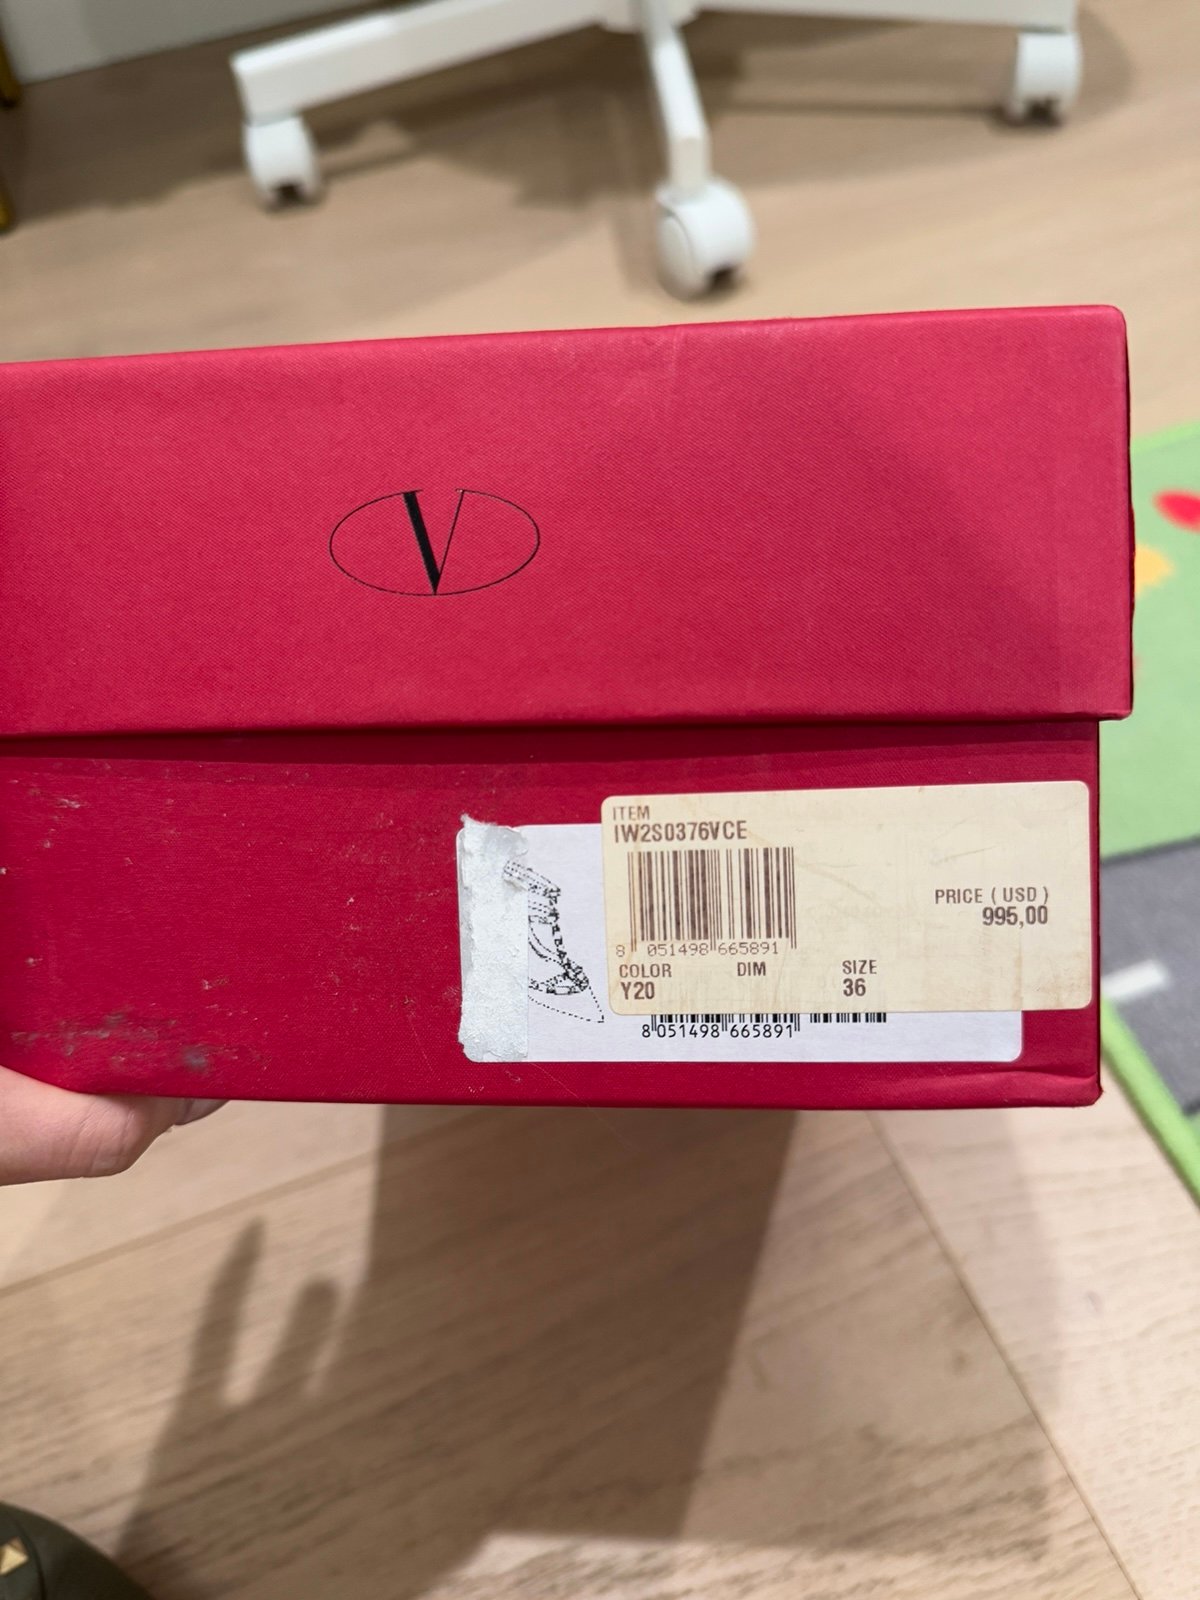 V
ITEM
IW2S0376VCE
8 051498 665891
PRICE ( USD )
995,00
COLOR DIM SIZE
Y20 36
8 051498 665891